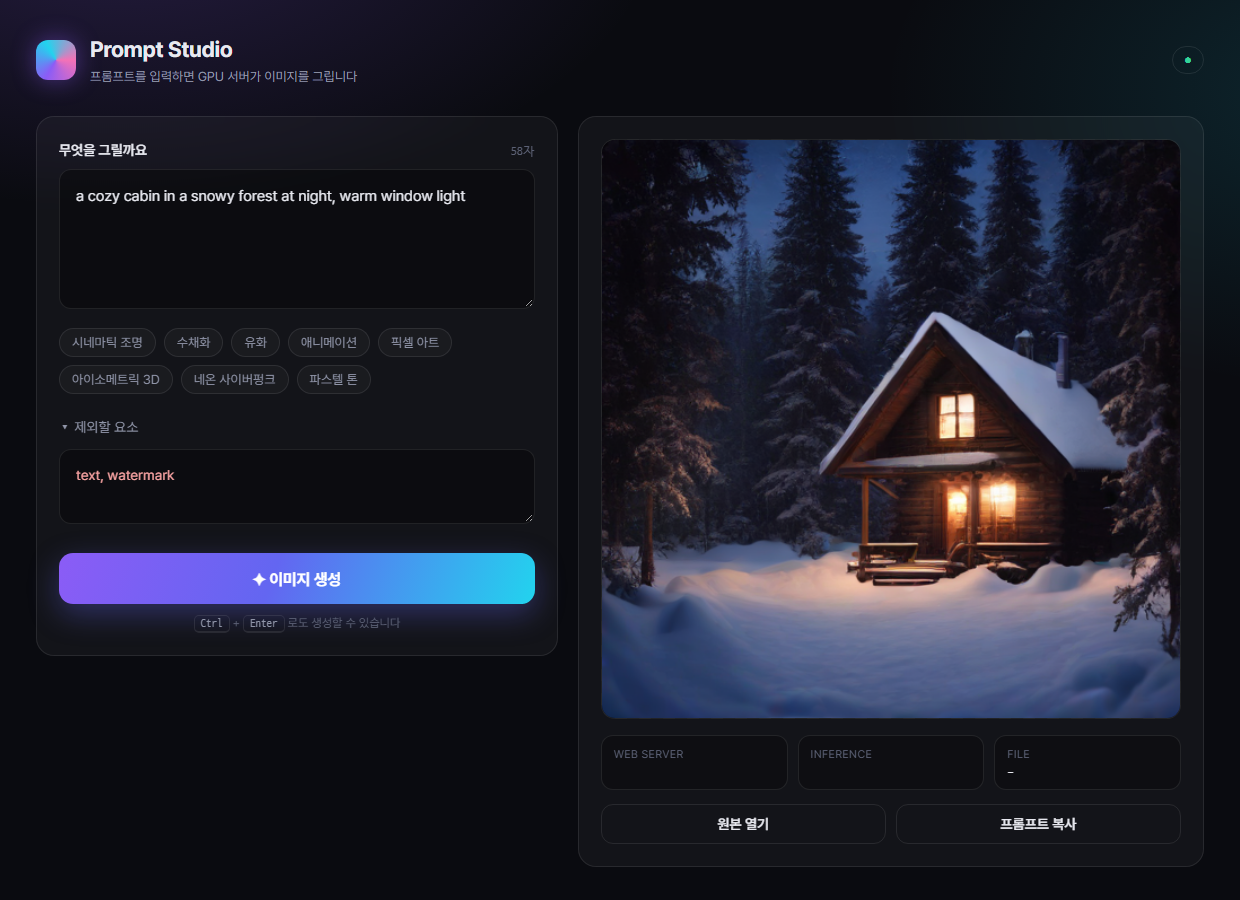 Prompt Studio
프롬프트를 입력하면 GPU 서버가 이미지를 그립니다
무엇을 그릴까요
58자
a cozy cabin in a snowy forest at night, warm window light
시네마틱 조명
수채화
유화
애니메이션
픽셀 아트
아이소메트릭 3D
네온 사이버펑크
파스텔 톤
▼ 제외할 요소
text, watermark
✦ 이미지 생성
Ctrl + Enter 로도 생성할 수 있습니다
WEB SERVER
INFERENCE
FILE
–
원본 열기
프롬프트 복사